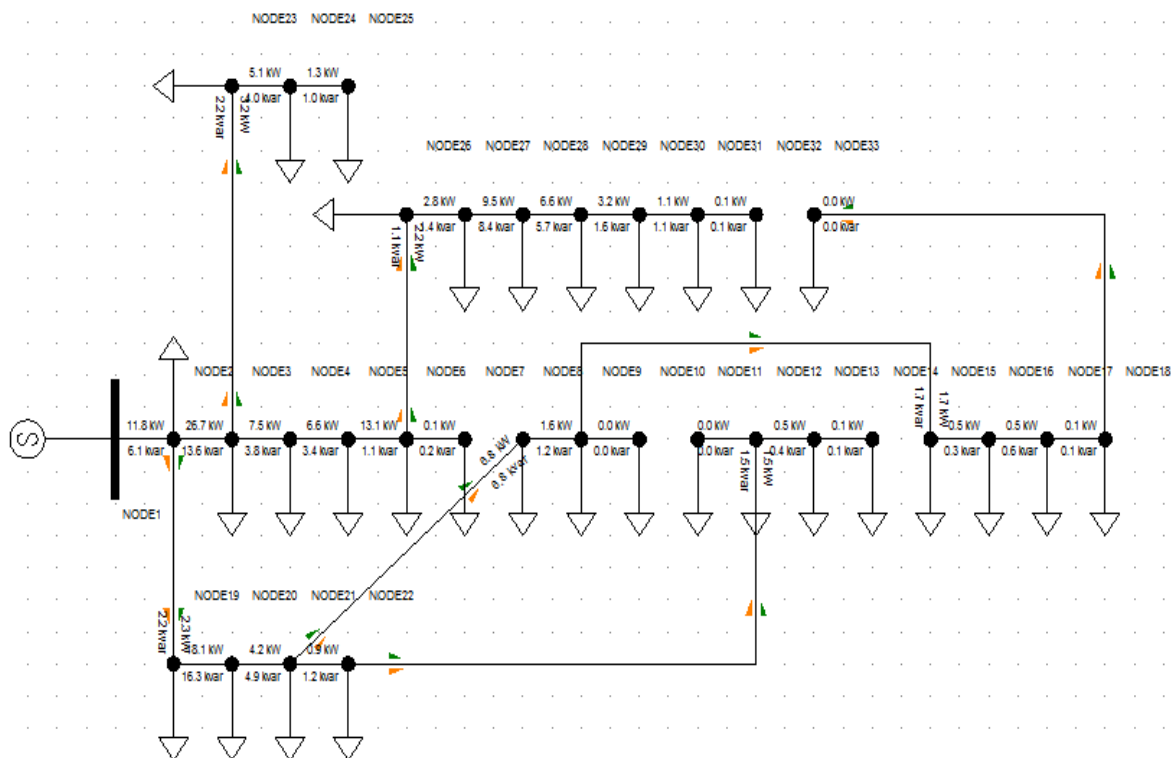 NODE23 NODE24 NODE25
5.1 kW 1.3 kW
4.0 kvar 1.0 kvar
2.2 kvar
3.2 kW
NODE26 NODE27 NODE28 NODE29 NODE30 NODE31 NODE32 NODE33
2.8 kW 9.5 kW 6.6 kW 3.2 kW 1.1 kW 0.1 kW 0.0 kW
8.4 kvar 5.7 kvar 1.6 kvar 1.1 kvar 0.1 kvar 0.0 kvar
1.1 kvar
2.2 kW
NODE2 NODE3 NODE4 NODE5 NODE6 NODE7 NODE8 NODE9 NODE10 NODE11 NODE12 NODE13 NODE14 NODE15 NODE16 NODE17 NODE18
1.7 kvar
1.7 kW
11.8 kW 26.7 kW 7.5 kW 6.6 kW 13.1 kW 0.1 kW 1.6 kW 0.0 kW 0.0 kW 0.5 kW 0.1 kW 0.5 kW 0.5 kW 0.1 kW
6.1 kvar 13.6 kvar 3.8 kvar 3.4 kvar 1.1 kvar 0.2 kvar 1.2 kvar 0.0 kvar 0.0 kvar 0.4 kvar 0.1 kvar 0.3 kvar 0.6 kvar 0.1 kvar
1.5 kvar
1.5 kW
S
NODE1
NODE19 NODE20 NODE21 NODE22
2.2 kvar
2.3 kW
4.2 kW 0.9 kW
16.3 kvar 4.9 kvar 1.2 kvar